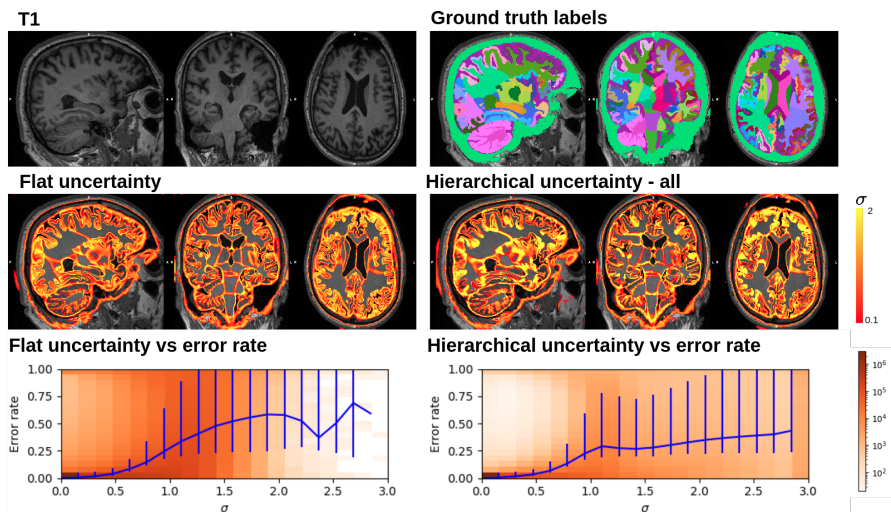 T1
Ground truth labels
Flat uncertainty
Hierarchical uncertainty - all
σ
2
0.1
Flat uncertainty vs error rate
Hierarchical uncertainty vs error rate
1.00
0.75
0.50
0.25
0.00
Error rate
0.0 0.5 1.0 1.5 2.0 2.5 3.0
σ
1.00
0.75
0.50
0.25
0.00
Error rate
0.0 0.5 1.0 1.5 2.0 2.5 3.0
σ
10⁶
10⁵
10⁴
10³
10²